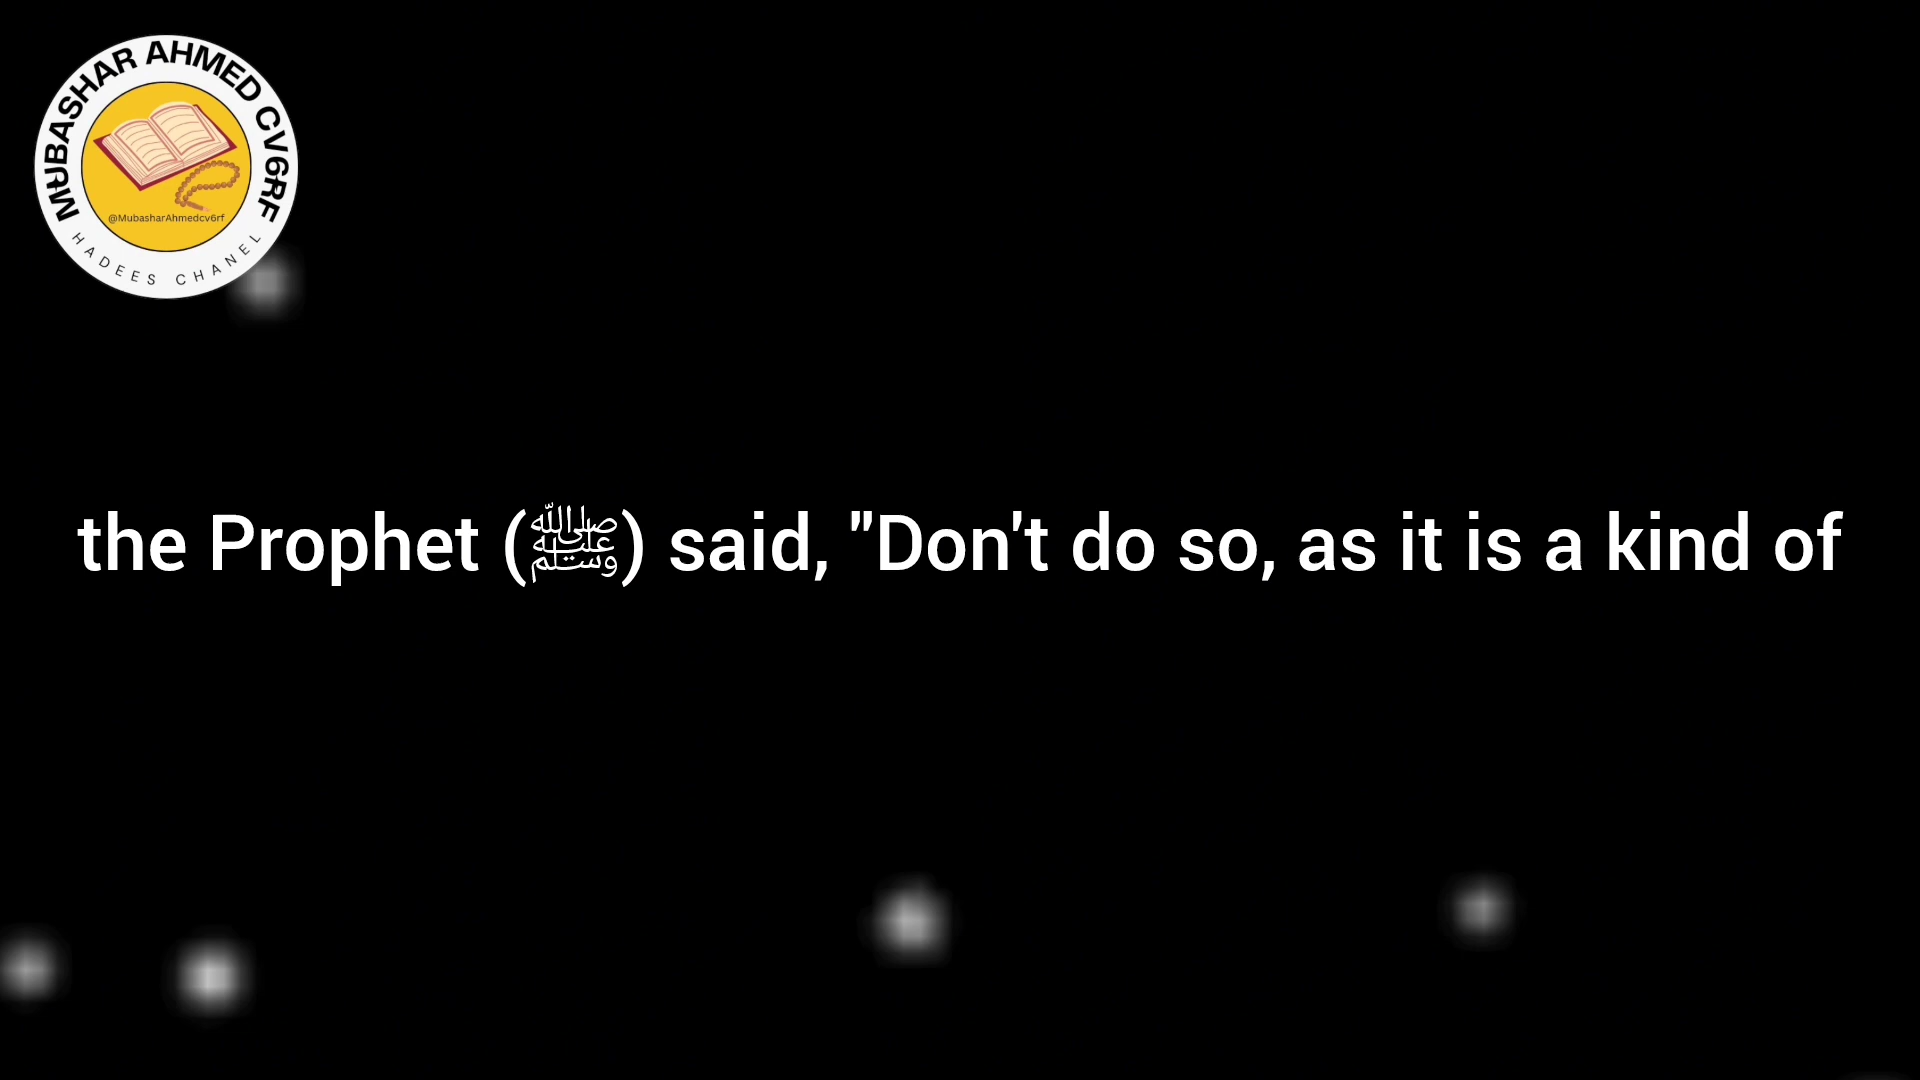 MUBASHAR AHMED CV6RF
@MubasharAhmedcv6rf
HADEES CHANEL
the Prophet (ﷺ) said, "Don't do so, as it is a kind of